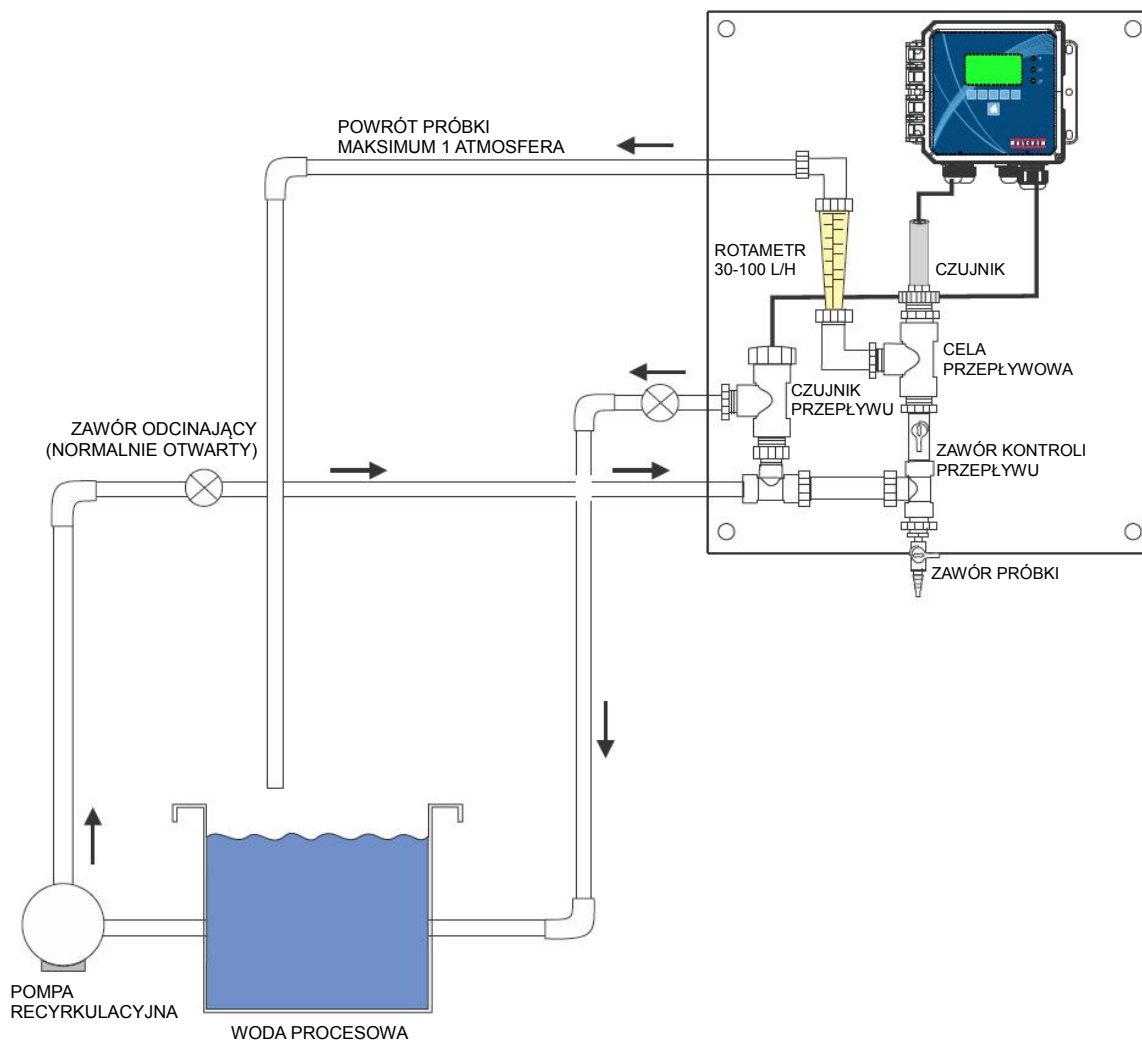 POWRÓT PRÓBKI
MAKSIMUM 1 ATMOSFERA
WALCHEM
ROTAMETR
30-100 L/H
CZUJNIK
CELA
PRZEPŁYWOWA
CZUJNIK
PRZEPŁYWU
ZAWÓR ODCINAJĄCY
(NORMALNIE OTWARTY)
ZAWÓR KONTROLI
PRZEPŁYWU
ZAWÓR PRÓBKI
POMPA
RECYRKULACYJNA
WODA PROCESOWA